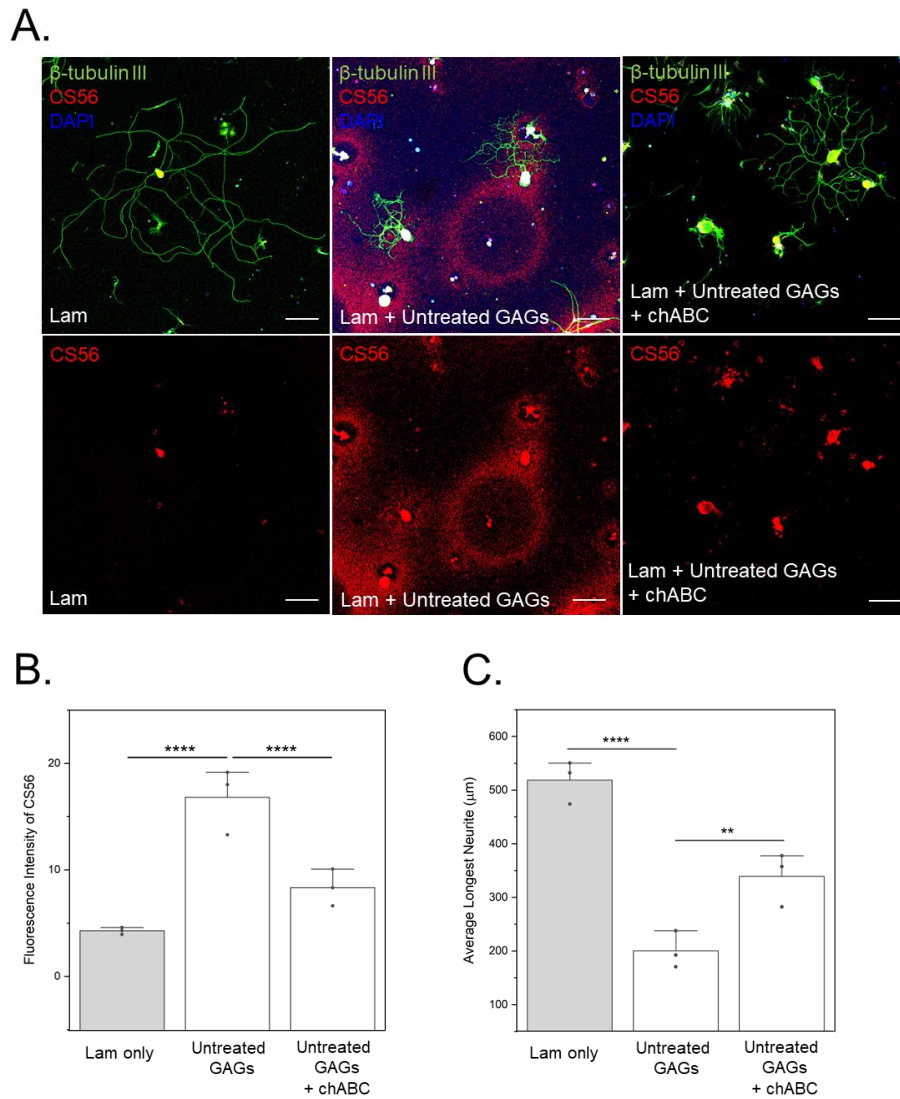 A.
β-tubulin III
CS56
DAPI
Lam
β-tubulin III
CS56
DAPI
Lam + Untreated GAGs
β-tubulin III
CS56
DAPI
Lam + Untreated GAGs
+ chABC
CS56
Lam
CS56
Lam + Untreated GAGs
CS56
Lam + Untreated GAGs
+ chABC
B.
Fluorescence Intensity of CS56
20
10
0
****
****
Lam only
Untreated
GAGs
Untreated
GAGs
+ chABC
C.
Average Longest Neurite (μm)
600
500
400
300
200
100
****
**
Lam only
Untreated
GAGs
Untreated
GAGs
+ chABC